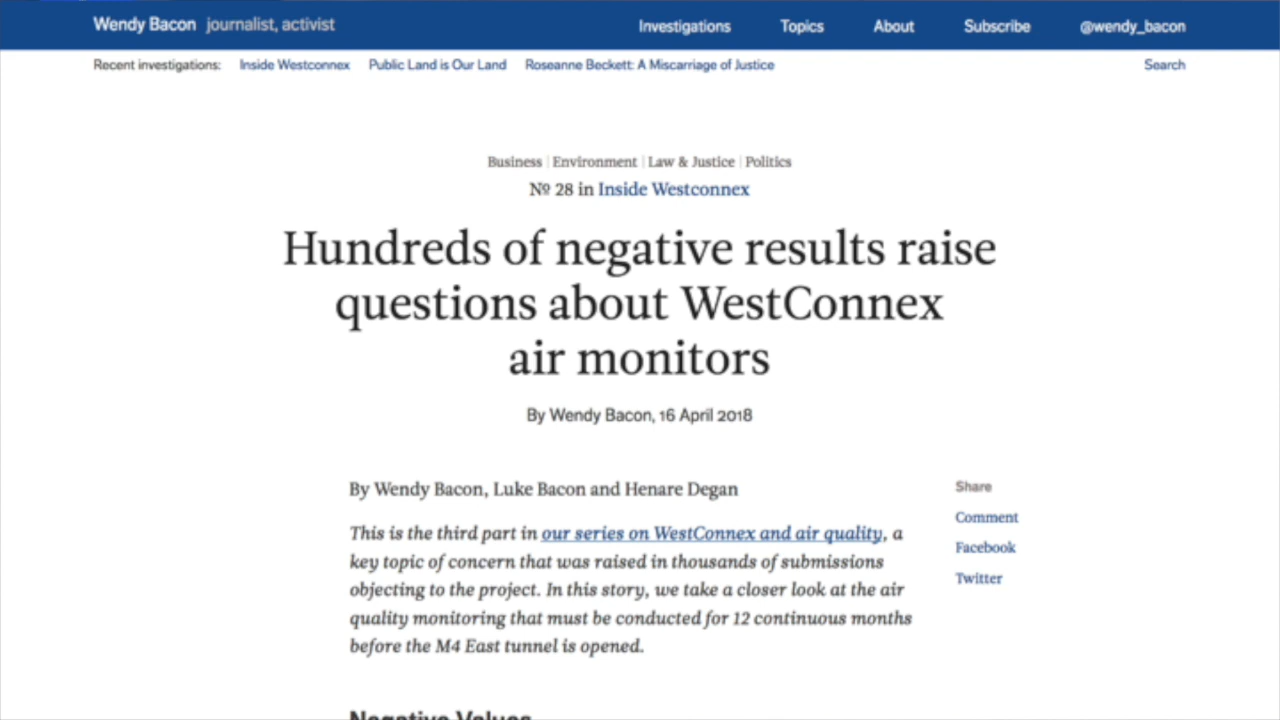 Wendy Bacon journalist, activist Investigations Topics About Subscribe @wendy_bacon
Recent investigations: Inside Westconnex Public Land is Our Land Roseanne Beckett: A Miscarriage of Justice Search
Business | Environment | Law & Justice | Politics
№ 28 in Inside Westconnex
Hundreds of negative results raise
questions about WestConnex
air monitors
By Wendy Bacon, 16 April 2018
By Wendy Bacon, Luke Bacon and Henare Degan
This is the third part in our series on WestConnex and air quality, a
key topic of concern that was raised in thousands of submissions
objecting to the project. In this story, we take a closer look at the air
quality monitoring that must be conducted for 12 continuous months
before the M4 East tunnel is opened.
Share
Comment
Facebook
Twitter
Negative Values